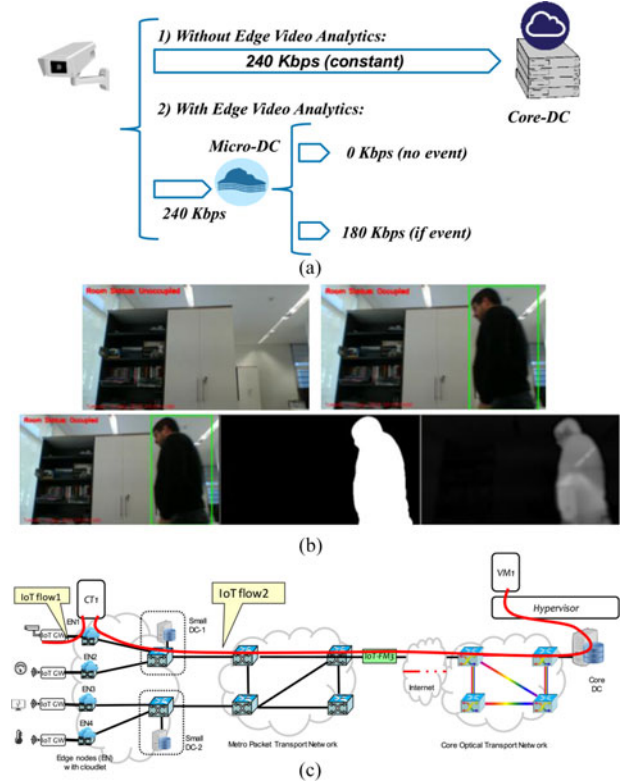 1) Without Edge Video Analytics:
240 Kbps (constant)
Core-DC
2) With Edge Video Analytics:
Micro-DC
0 Kbps (no event)
240 Kbps
180 Kbps (if event)
(a)
Room Status: Unoccupied
Room Status: Occupied
Room Status: Occupied
(b)
IoT flow1
CT1
IoT flow2
VM1
Hypervisor
EN1
IoT GW
Small
DC-1
EN2
IoT GW
IoT-FM3
Internet
Core
DC
EN3
IoT GW
EN4
IoT GW
Small
DC-2
Edge nodes (EN)
with cloudlet
Metro Packet Transport Network
Core Optical Transport Network
(c)